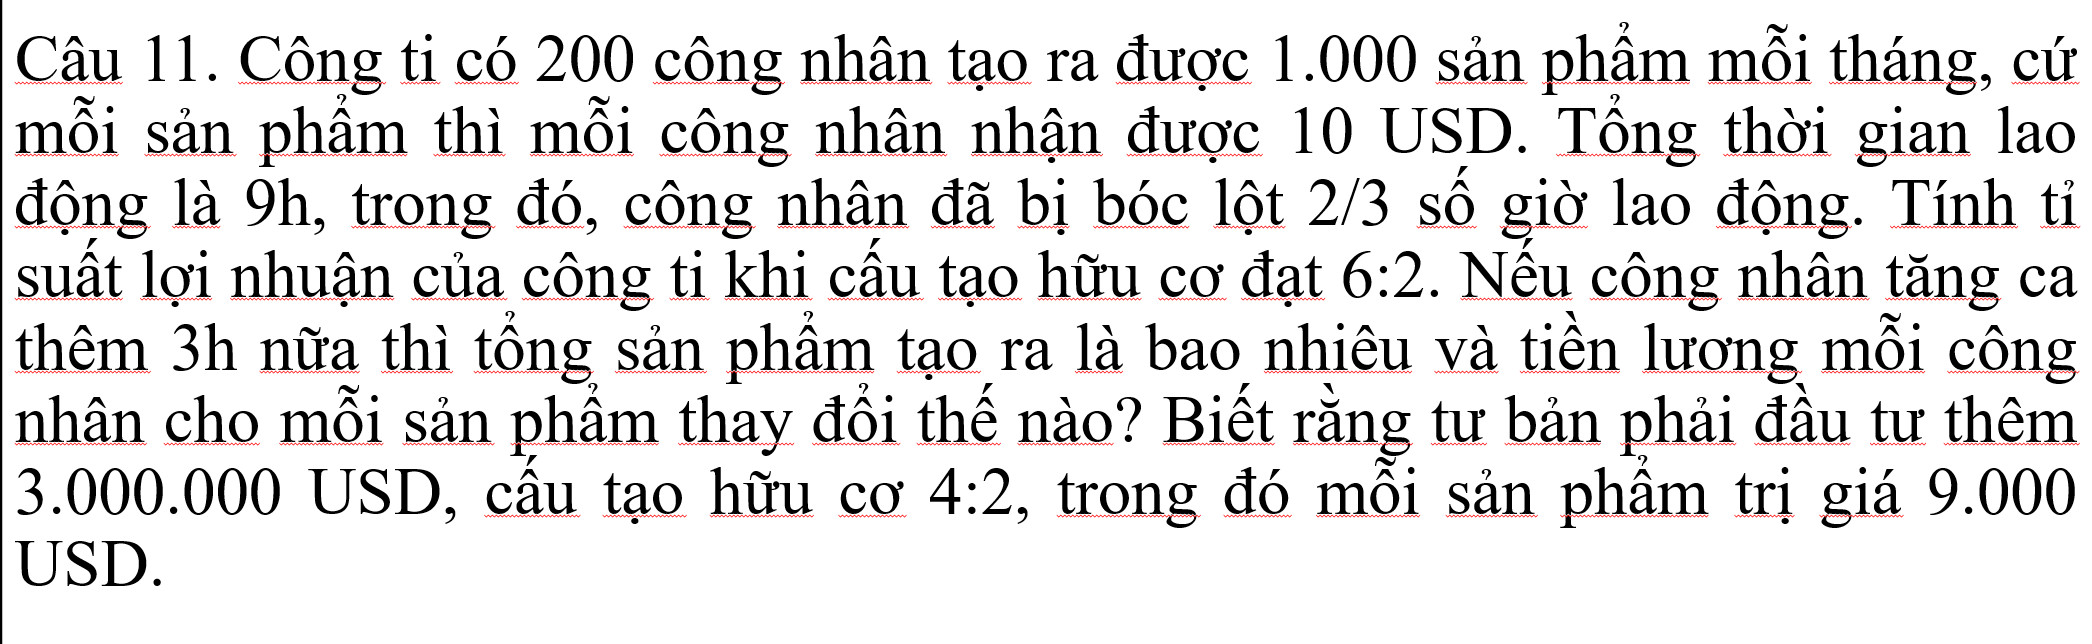 Câu 11. Công ti có 200 công nhân tạo ra được 1.000 sản phẩm mỗi tháng, cứ
mỗi sản phẩm thì mỗi công nhân nhận được 10 USD. Tổng thời gian lao
động là 9h, trong đó, công nhân đã bị bóc lột 2/3 số giờ lao động. Tính tỉ
suất lợi nhuận của công ti khi cấu tạo hữu cơ đạt 6:2. Nếu công nhân tăng ca
thêm 3h nữa thì tổng sản phẩm tạo ra là bao nhiêu và tiền lương mỗi công
nhân cho mỗi sản phẩm thay đổi thế nào? Biết rằng tư bản phải đầu tư thêm
3.000.000 USD, cấu tạo hữu cơ 4:2, trong đó mỗi sản phẩm trị giá 9.000
USD.